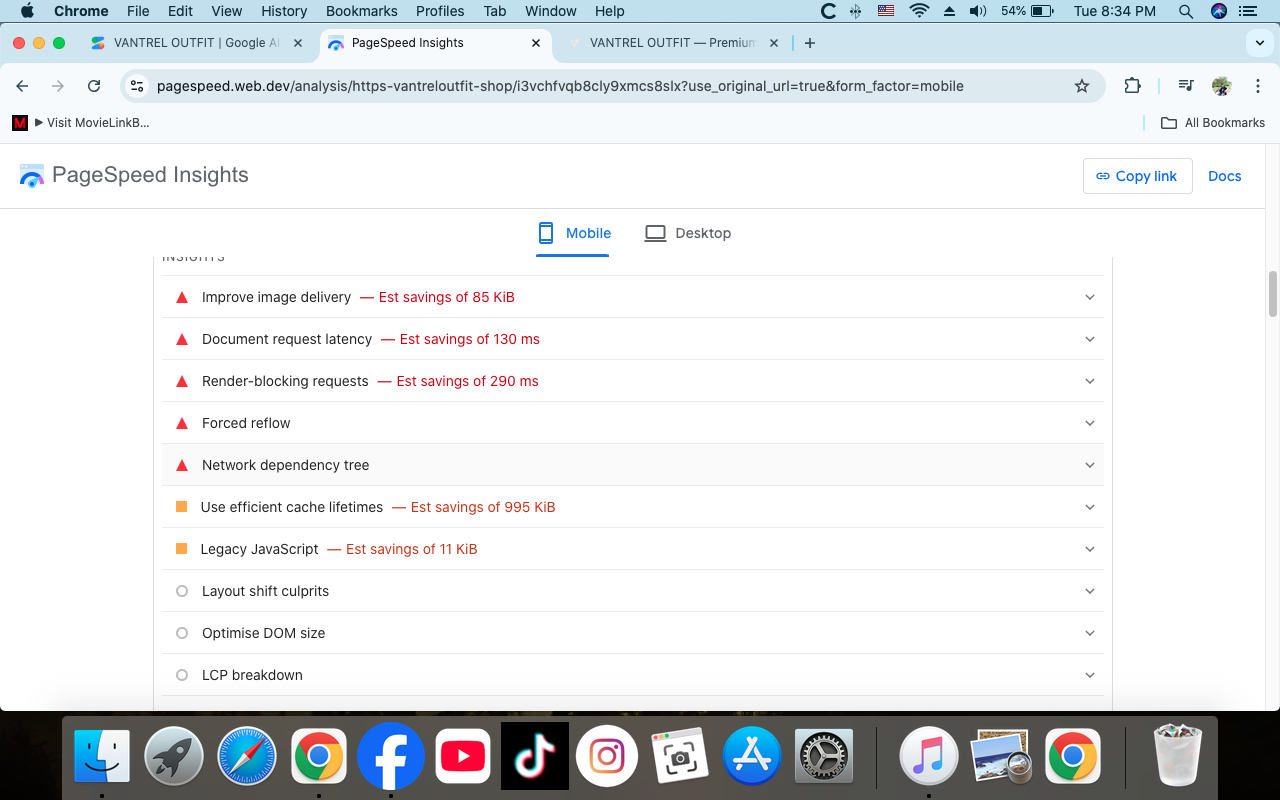 Chrome File Edit View History Bookmarks Profiles Tab Window Help 54% Tue 8:34 PM
VANTREL OUTFIT | Google A
PageSpeed Insights
VANTREL OUTFIT — Premium
pagespeed.web.dev/analysis/https-vantreloutfit-shop/i3vchfvqb8cly9xmcs8slx?use_original_url=true&form_factor=mobile
M ▶ Visit MovieLinkB...
All Bookmarks
PageSpeed Insights
Copy link
Docs
Mobile
Desktop
INSIGHTS
Improve image delivery — Est savings of 85 KiB
Document request latency — Est savings of 130 ms
Render-blocking requests — Est savings of 290 ms
Forced reflow
Network dependency tree
Use efficient cache lifetimes — Est savings of 995 KiB
Legacy JavaScript — Est savings of 11 KiB
Layout shift culprits
Optimise DOM size
LCP breakdown